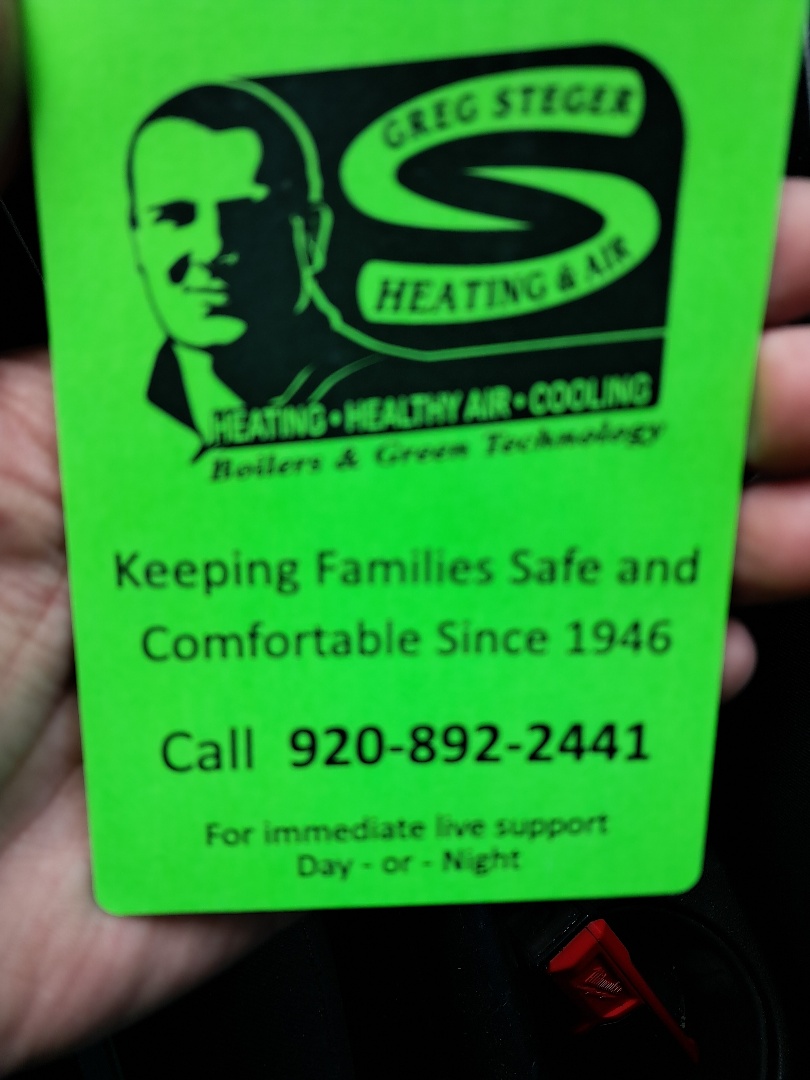 GREG STEGER
HEATING & AIR
HEATING • HEALTHY AIR • COOLING
Boilers & Green Technology
Keeping Families Safe and
Comfortable Since 1946
Call 920-892-2441
For immediate live support
Day - or - Night
Milwaukee